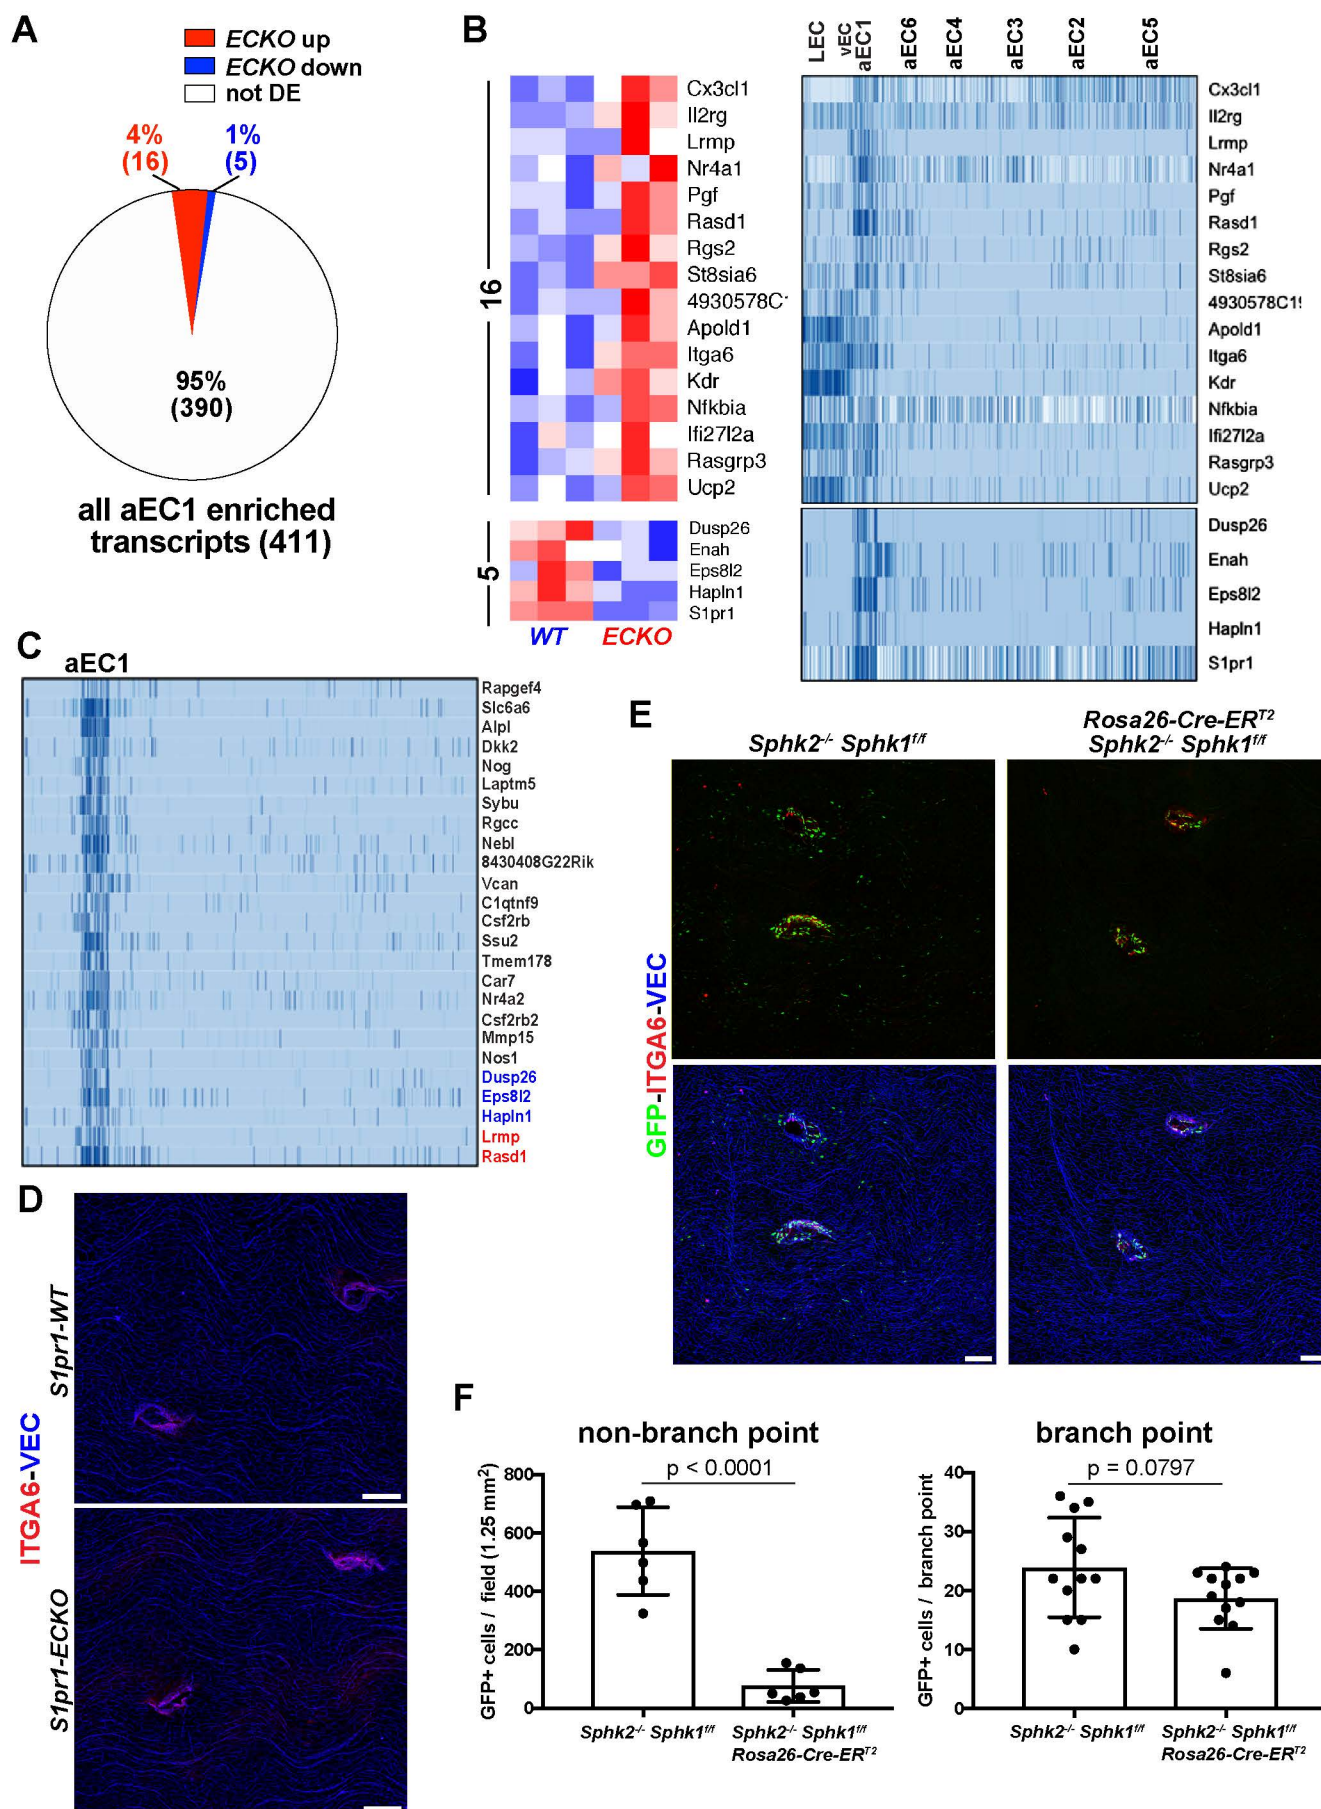 A
ECKO up
ECKO down
not DE
4%
(16)
1%
(5)
95%
(390)
all aEC1 enriched
transcripts (411)
B
16
5
Cx3cl1
Il2rg
Lrmp
Nr4a1
Pgf
Rasd1
Rgs2
St8sia6
4930578C
Apold1
Itga6
Kdr
Nfkbia
Ifi27l2a
Rasgrp3
Ucp2
Dusp26
Enah
Eps8l2
Hapln1
S1pr1
WT ECKO
LEC
vEC
aEC1
aEC6
aEC4
aEC3
aEC2
aEC5
Cx3cl1
Il2rg
Lrmp
Nr4a1
Pgf
Rasd1
Rgs2
St8sia6
4930578C1
Apold1
Itga6
Kdr
Nfkbia
Ifi27l2a
Rasgrp3
Ucp2
Dusp26
Enah
Eps8l2
Hapln1
S1pr1
C
aEC1
Rapgef4
Slc6a6
Alpl
Dkk2
Nog
Laptm5
Sybu
Rgcc
Nebl
8430408G22Rik
Vcan
C1qtnf9
Csf2rb
Ssu2
Tmem178
Car7
Nr4a2
Csf2rb2
Mmp15
Nos1
Dusp26
Eps8l2
Hapln1
Lrmp
Rasd1
D
ITGA6-VEC
S1pr1-WT
S1pr1-ECKO
E
Sphk2-/- Sphk1f/f
Rosa26-Cre-ERT2
Sphk2-/- Sphk1f/f
GFP-ITGA6-VEC
F
non-branch point
p < 0.0001
GFP+ cells / field (1.25 mm²)
800
600
400
200
0
Sphk2-/- Sphk1f/f
Sphk2-/- Sphk1f/f
Rosa26-Cre-ERT2
branch point
p = 0.0797
GFP+ cells / branch point
40
30
20
10
0
Sphk2-/- Sphk1f/f
Sphk2-/- Sphk1f/f
Rosa26-Cre-ERT2